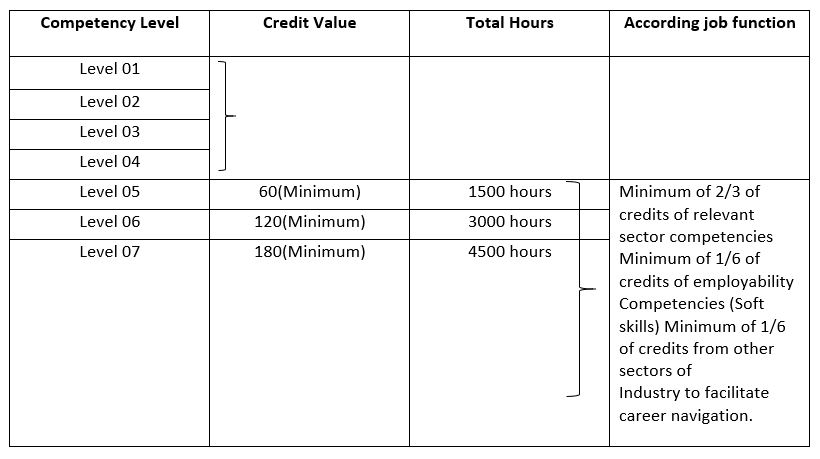 Competency Level Credit Value Total Hours According job function
Level 01
Level 02
Level 03
Level 04
Level 05 60(Minimum) 1500 hours
Level 06 120(Minimum) 3000 hours
Level 07 180(Minimum) 4500 hours
Minimum of 2/3 of
credits of relevant
sector competencies
Minimum of 1/6 of
credits of employability
Competencies (Soft
skills) Minimum of 1/6
of credits from other
sectors of
Industry to facilitate
career navigation.